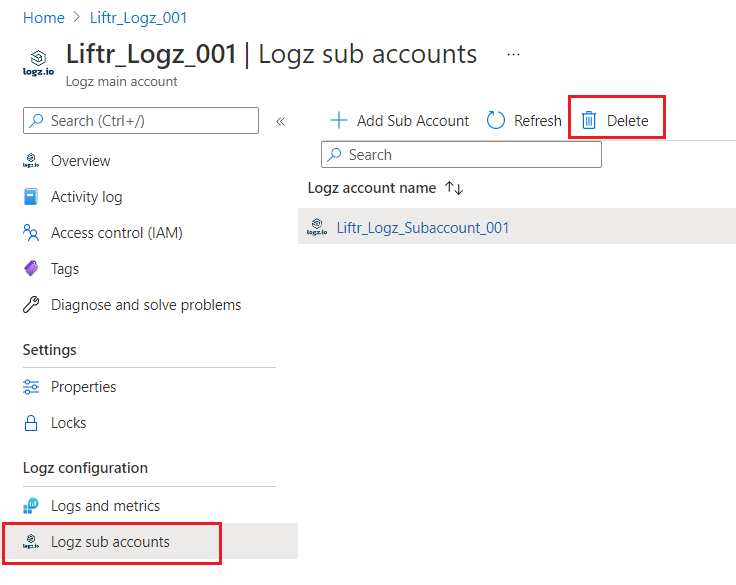 Home > Liftr_Logz_001
Liftr_Logz_001 | Logz sub accounts ...
logz.io
Logz main account
Search (Ctrl+/) «
Add Sub Account Refresh Delete
Search
Overview
Activity log
Access control (IAM)
Tags
Diagnose and solve problems
Settings
Properties
Locks
Logz configuration
Logs and metrics
logz.io Logz sub accounts
Logz account name ↑↓
logz.io Liftr_Logz_Subaccount_001